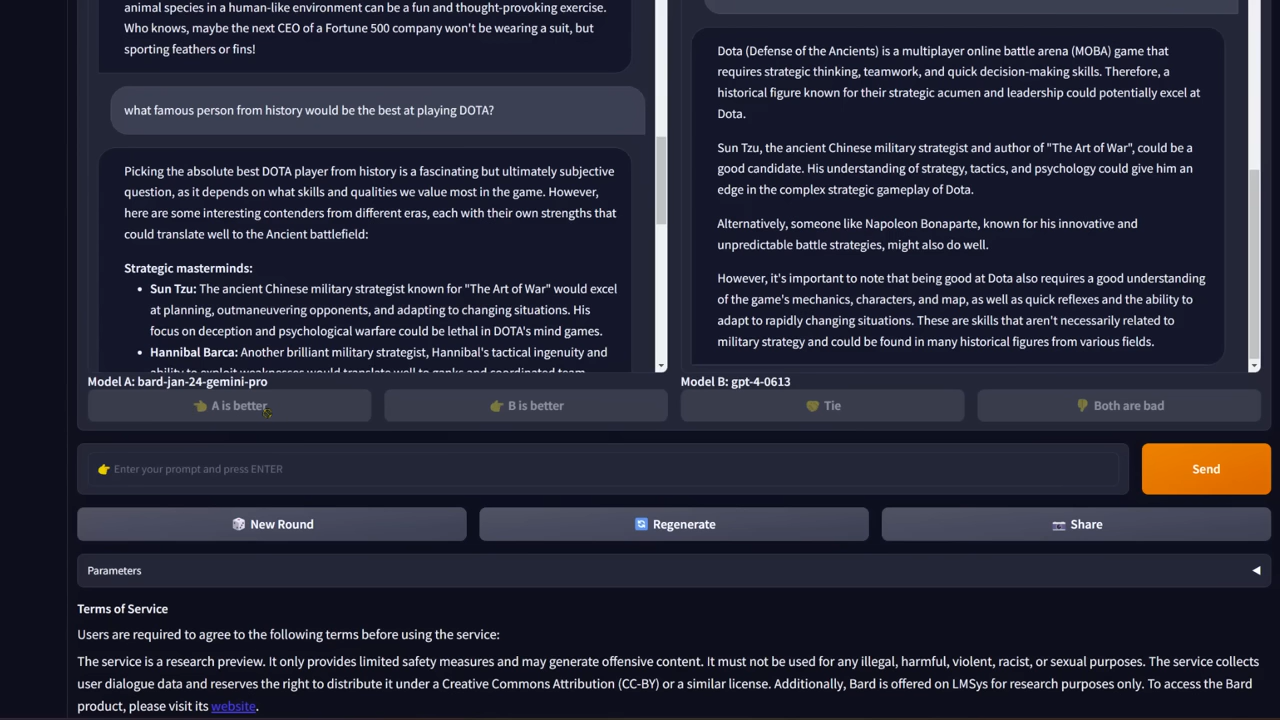 animal species in a human-like environment can be a fun and thought-provoking exercise.
Who knows, maybe the next CEO of a Fortune 500 company won't be wearing a suit, but
sporting feathers or fins!
what famous person from history would be the best at playing DOTA?
Picking the absolute best DOTA player from history is a fascinating but ultimately subjective
question, as it depends on what skills and qualities we value most in the game. However,
here are some interesting contenders from different eras, each with their own strengths that
could translate well to the Ancient battlefield:
Strategic masterminds:
• Sun Tzu: The ancient Chinese military strategist known for "The Art of War" would excel
at planning, outmaneuvering opponents, and adapting to changing situations. His
focus on deception and psychological warfare could be lethal in DOTA's mind games.
• Hannibal Barca: Another brilliant military strategist, Hannibal's tactical ingenuity and
ability to exploit weaknesses would translate well to ganks and coordinated team
Dota (Defense of the Ancients) is a multiplayer online battle arena (MOBA) game that
requires strategic thinking, teamwork, and quick decision-making skills. Therefore, a
historical figure known for their strategic acumen and leadership could potentially excel at
Dota.
Sun Tzu, the ancient Chinese military strategist and author of "The Art of War", could be a
good candidate. His understanding of strategy, tactics, and psychology could give him an
edge in the complex strategic gameplay of Dota.
Alternatively, someone like Napoleon Bonaparte, known for his innovative and
unpredictable battle strategies, might also do well.
However, it's important to note that being good at Dota also requires a good understanding
of the game's mechanics, characters, and map, as well as quick reflexes and the ability to
adapt to rapidly changing situations. These are skills that aren't necessarily related to
military strategy and could be found in many historical figures from various fields.
Model A: bard-jan-24-gemini-pro
Model B: gpt-4-0613
👈 A is better
👉 B is better
🤝 Tie
👎 Both are bad
👉 Enter your prompt and press ENTER
Send
🎲 New Round
🔄 Regenerate
📷 Share
Parameters
Terms of Service
Users are required to agree to the following terms before using the service:
The service is a research preview. It only provides limited safety measures and may generate offensive content. It must not be used for any illegal, harmful, violent, racist, or sexual purposes. The service collects
user dialogue data and reserves the right to distribute it under a Creative Commons Attribution (CC-BY) or a similar license. Additionally, Bard is offered on LMSys for research purposes only. To access the Bard
product, please visit its website.